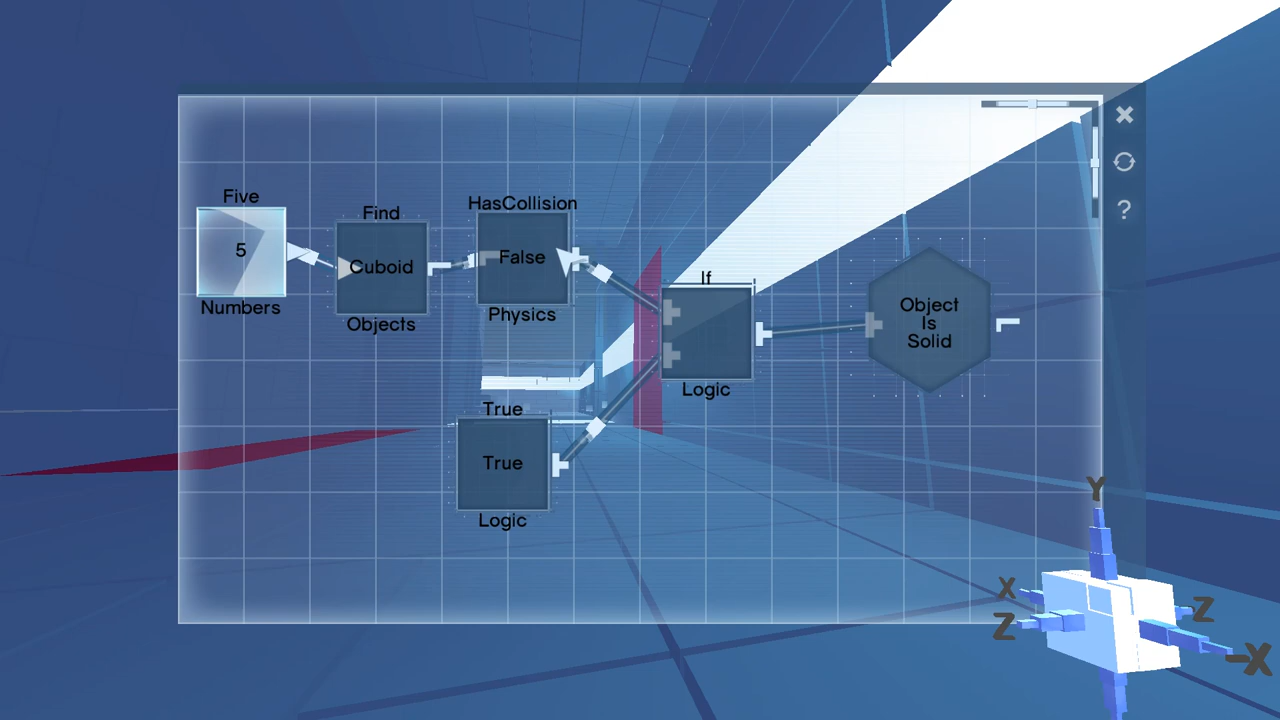 Five
5
Numbers
Find
Cuboid
Objects
HasCollision
False
Physics
If
Logic
Object
Is
Solid
True
True
Logic
?
Y
X
Z
Z
-X